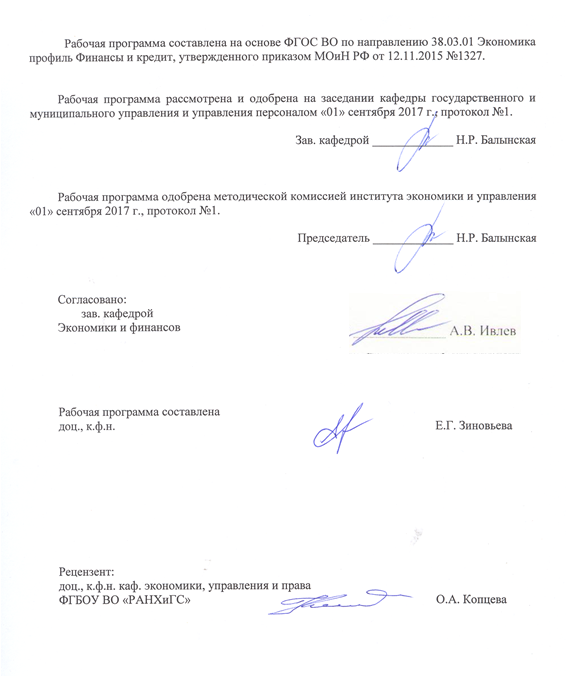 Рабочая программа составлена на основе ФГОС ВО по направлению 38.03.01 Экономика
профиль Финансы и кредит, утвержденного приказом МОиН РФ от 12.11.2015 №1327.
Рабочая программа рассмотрена и одобрена на заседании кафедры государственного и
муниципального управления и управления персоналом «01» сентября 2017 г., протокол №1.
Зав. кафедрой _____________ Н.Р. Балынская
Рабочая программа одобрена методической комиссией института экономики и управления
«01» сентября 2017 г., протокол №1.
Председатель _____________ Н.Р. Балынская
Согласовано:
зав. кафедрой
Экономики и финансов
_____________ А.В. Ивлев
Рабочая программа составлена
доц., к.ф.н. Е.Г. Зиновьева
Рецензент:
доц., к.ф.н. каф. экономики, управления и права
ФГБОУ ВО «РАНХиГС» О.А. Копцева